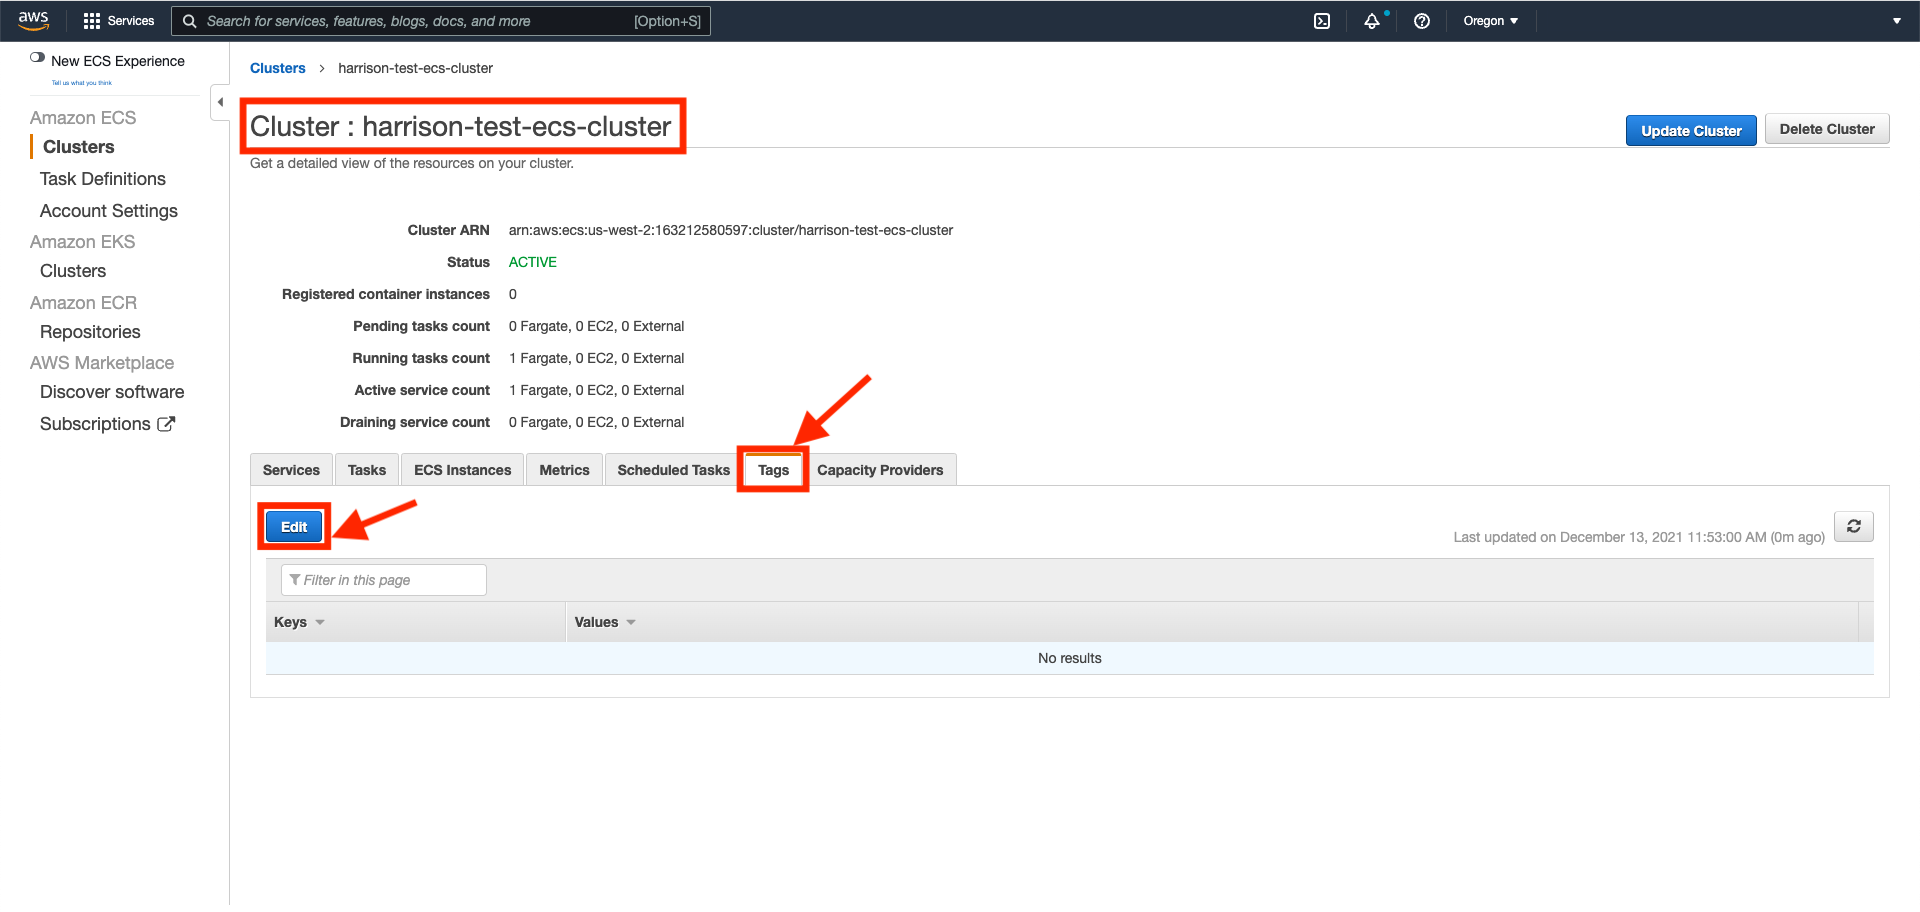 aws
Services
Search for services, features, blogs, docs, and more
[Option+S]
Oregon
New ECS Experience
Tell us what you think
Amazon ECS
Clusters
Task Definitions
Account Settings
Amazon EKS
Clusters
Amazon ECR
Repositories
AWS Marketplace
Discover software
Subscriptions
Clusters > harrison-test-ecs-cluster
Cluster : harrison-test-ecs-cluster
Update Cluster
Delete Cluster
Get a detailed view of the resources on your cluster.
Cluster ARN arn:aws:ecs:us-west-2:163212580597:cluster/harrison-test-ecs-cluster
Status ACTIVE
Registered container instances 0
Pending tasks count 0 Fargate, 0 EC2, 0 External
Running tasks count 1 Fargate, 0 EC2, 0 External
Active service count 1 Fargate, 0 EC2, 0 External
Draining service count 0 Fargate, 0 EC2, 0 External
Services Tasks ECS Instances Metrics Scheduled Tasks Tags Capacity Providers
Edit
Last updated on December 13, 2021 11:53:00 AM (0m ago)
Filter in this page
Keys Values
No results